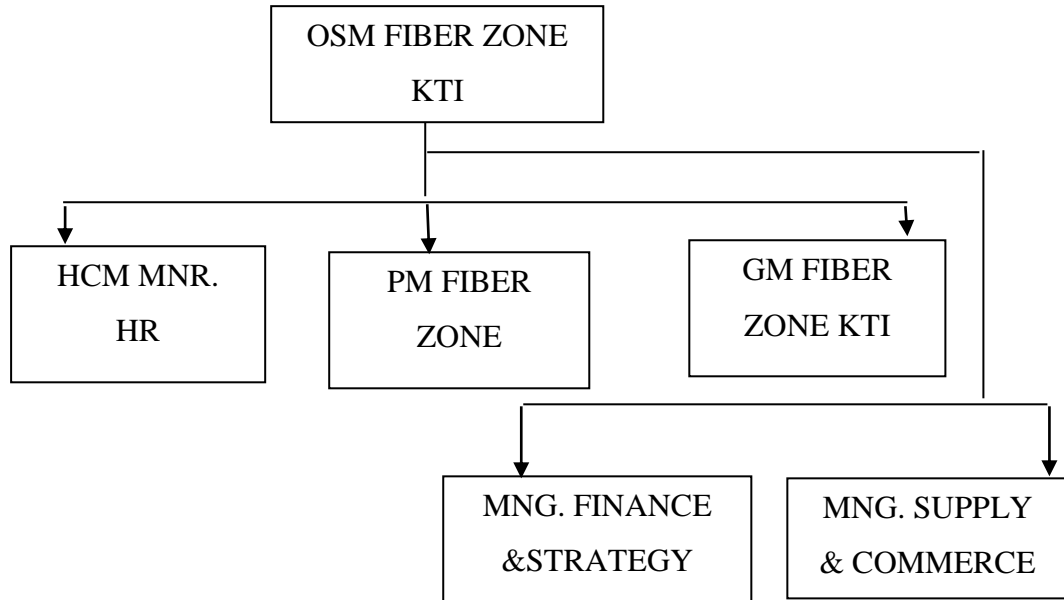 OSM FIBER ZONE
KTI
HCM MNR.
HR
PM FIBER
ZONE
GM FIBER
ZONE KTI
MNG. FINANCE
&STRATEGY
MNG. SUPPLY
& COMMERCE